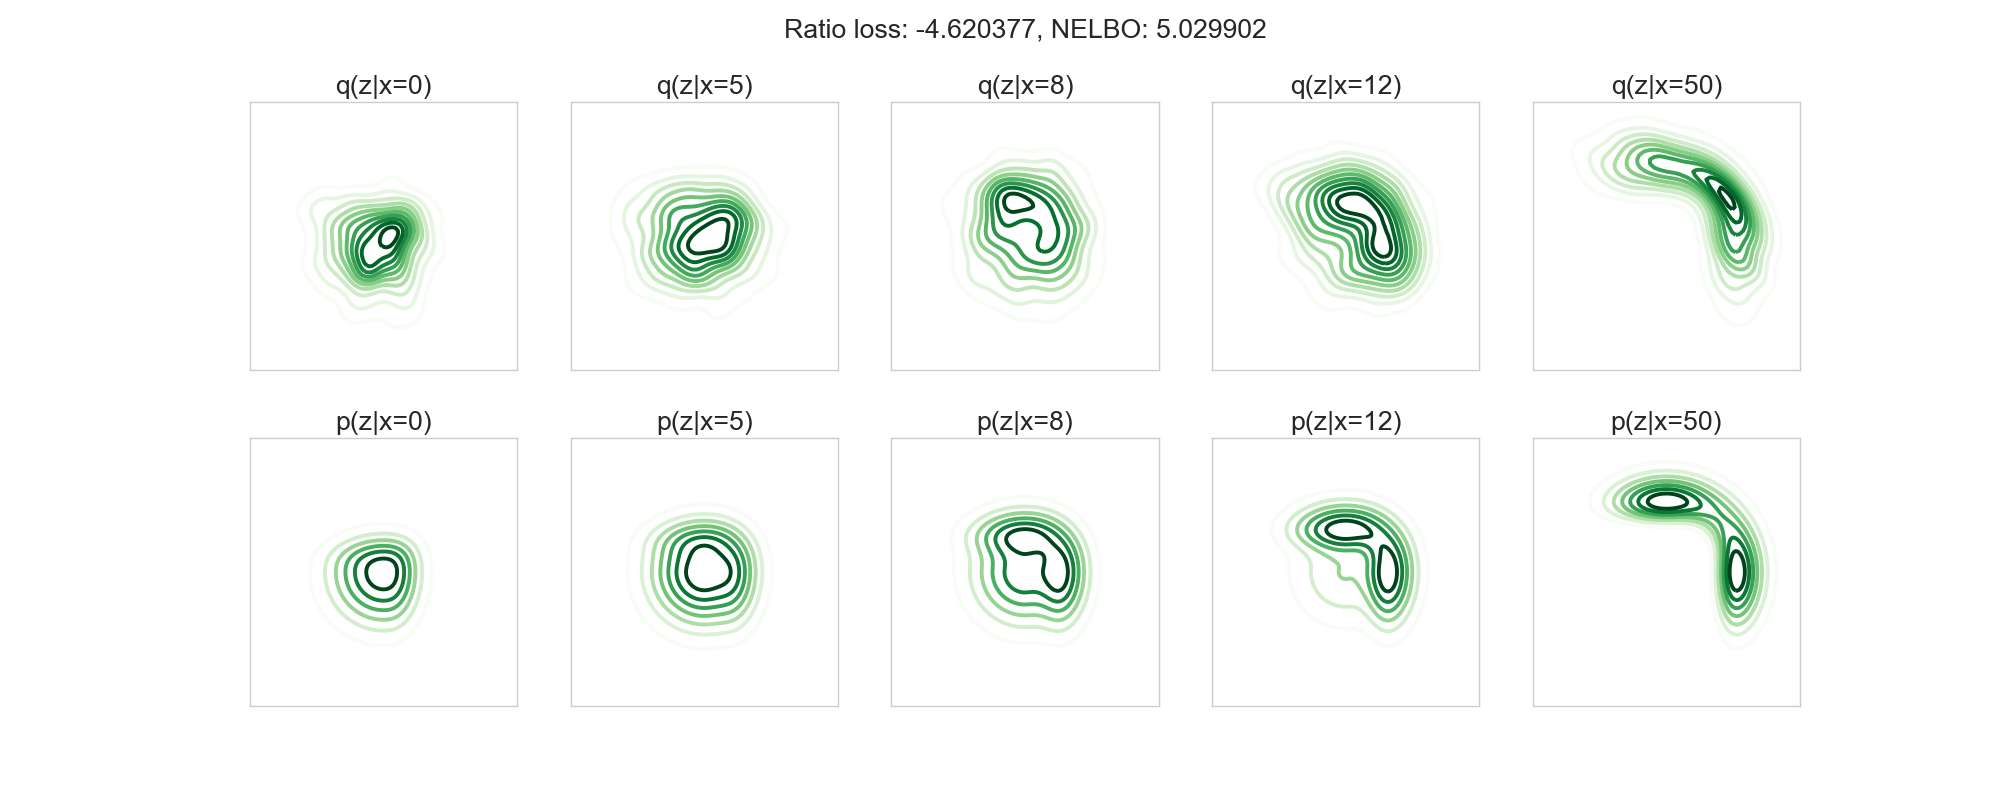 Ratio loss: -4.620377, NELBO: 5.029902
q(z|x=0) q(z|x=5) q(z|x=8) q(z|x=12) q(z|x=50)
p(z|x=0) p(z|x=5) p(z|x=8) p(z|x=12) p(z|x=50)